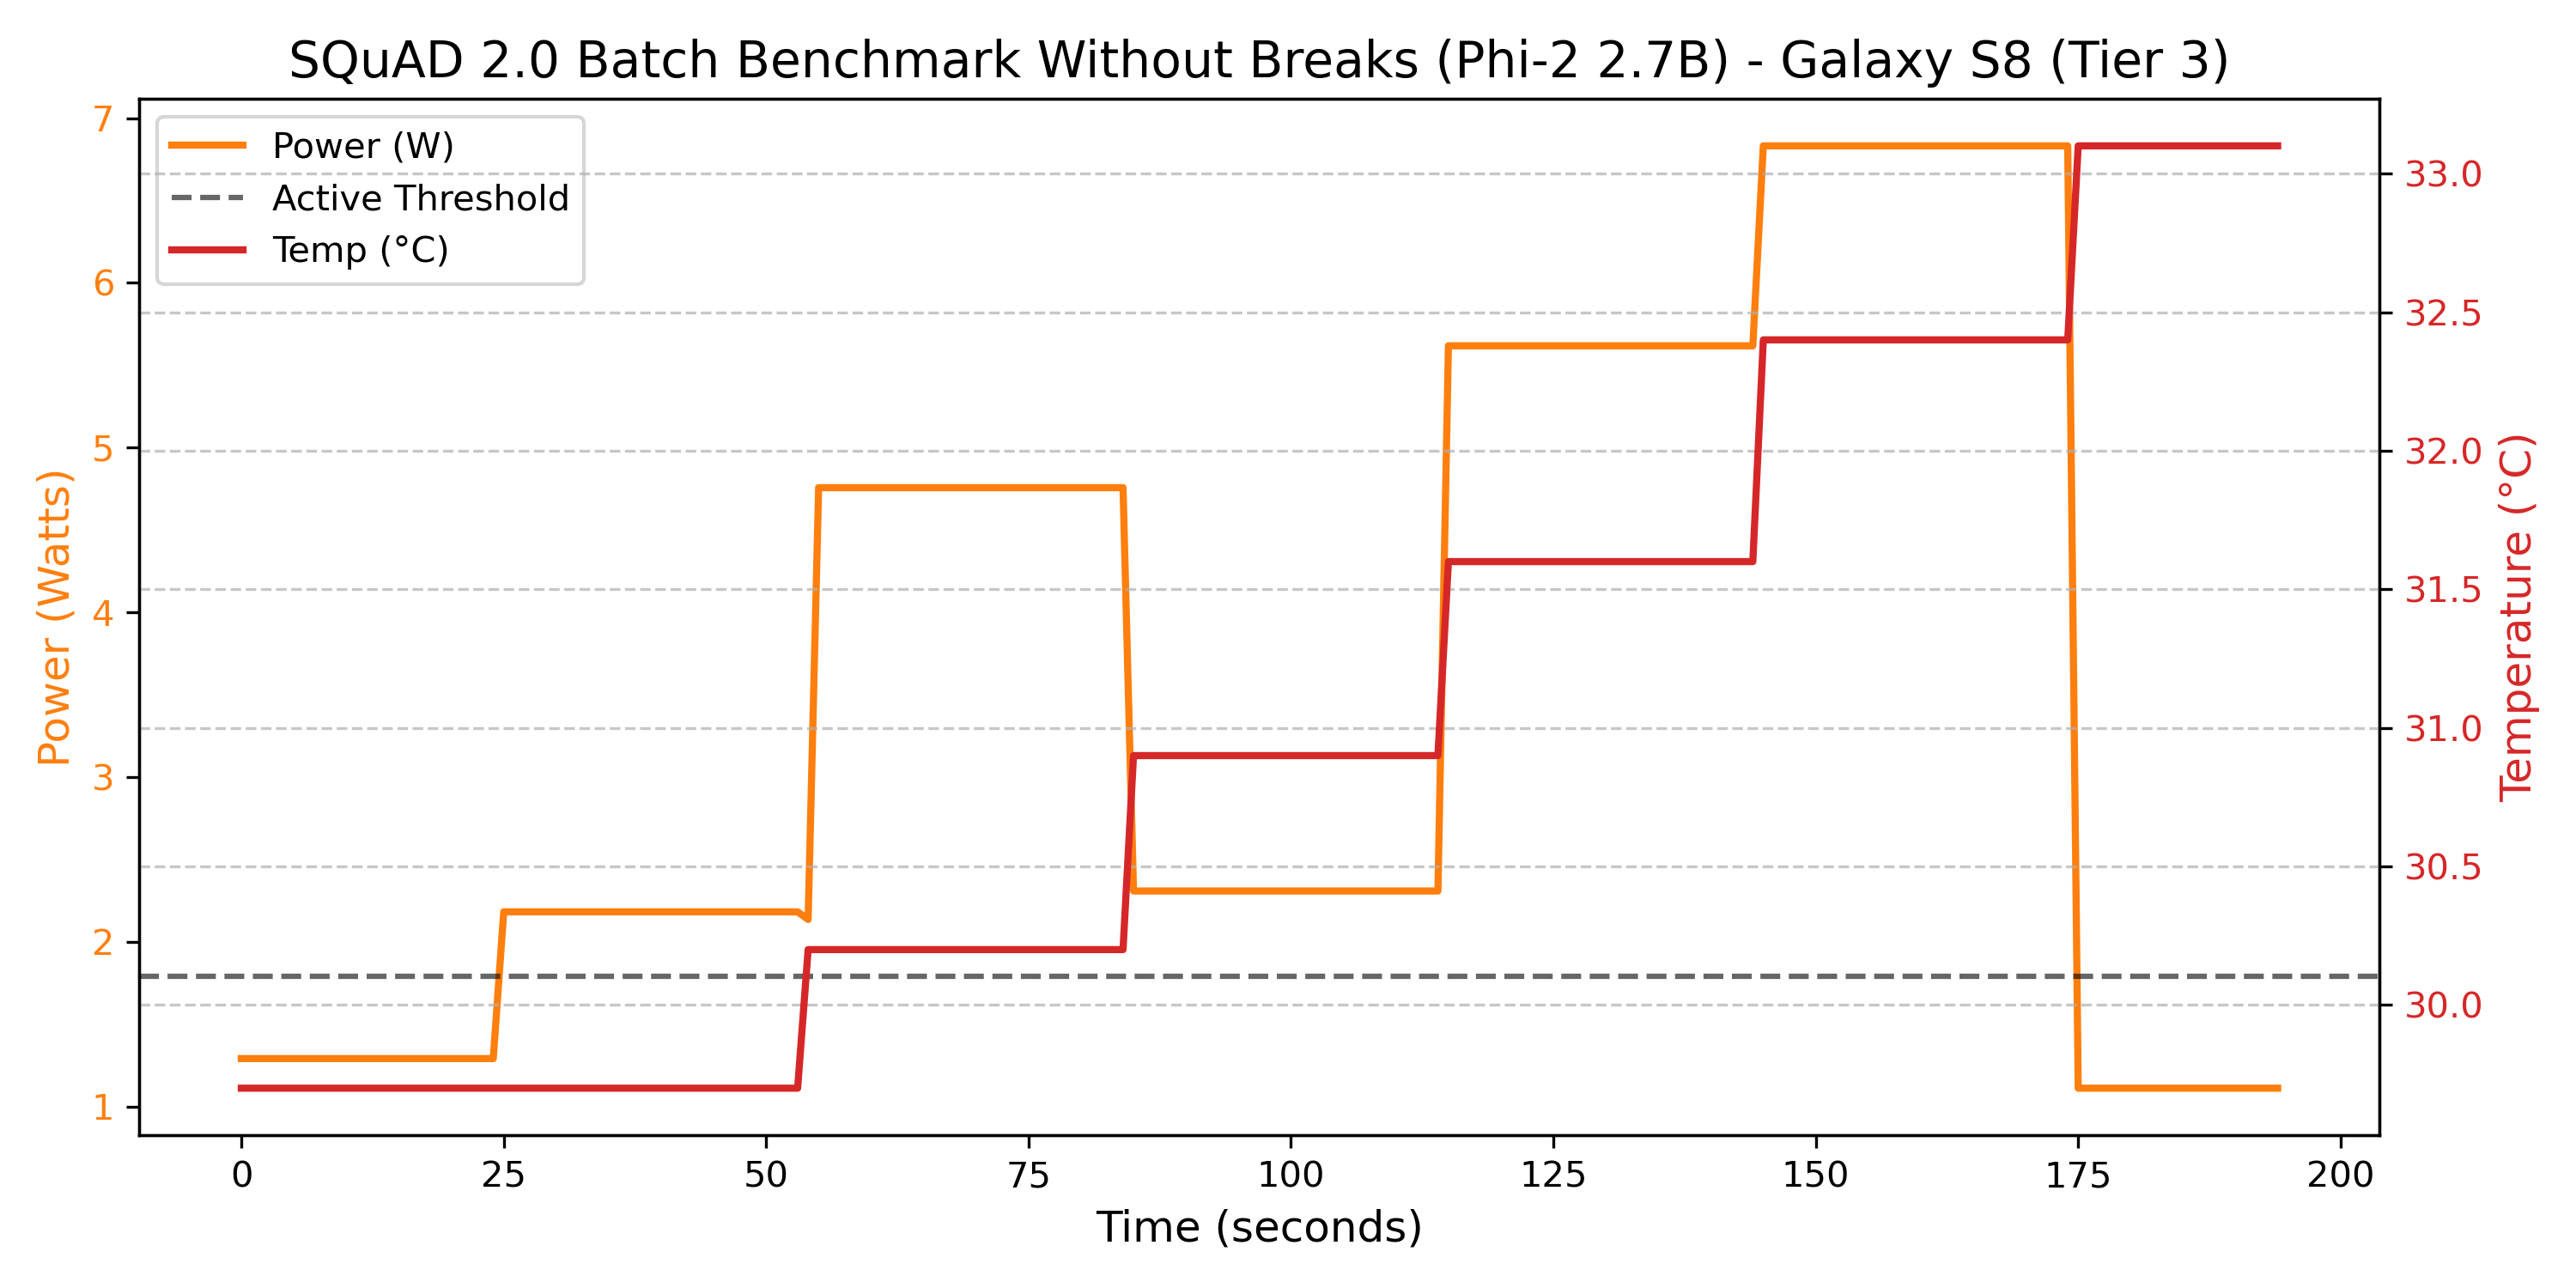 SQuAD 2.0 Batch Benchmark Without Breaks (Phi-2 2.7B) - Galaxy S8 (Tier 3)
Power (W)
Active Threshold
Temp (°C)
Power (Watts)
7
6
5
4
3
2
1
33.0
32.5
32.0
31.5
31.0
30.5
30.0
Temperature (°C)
0 25 50 75 100 125 150 175 200
Time (seconds)